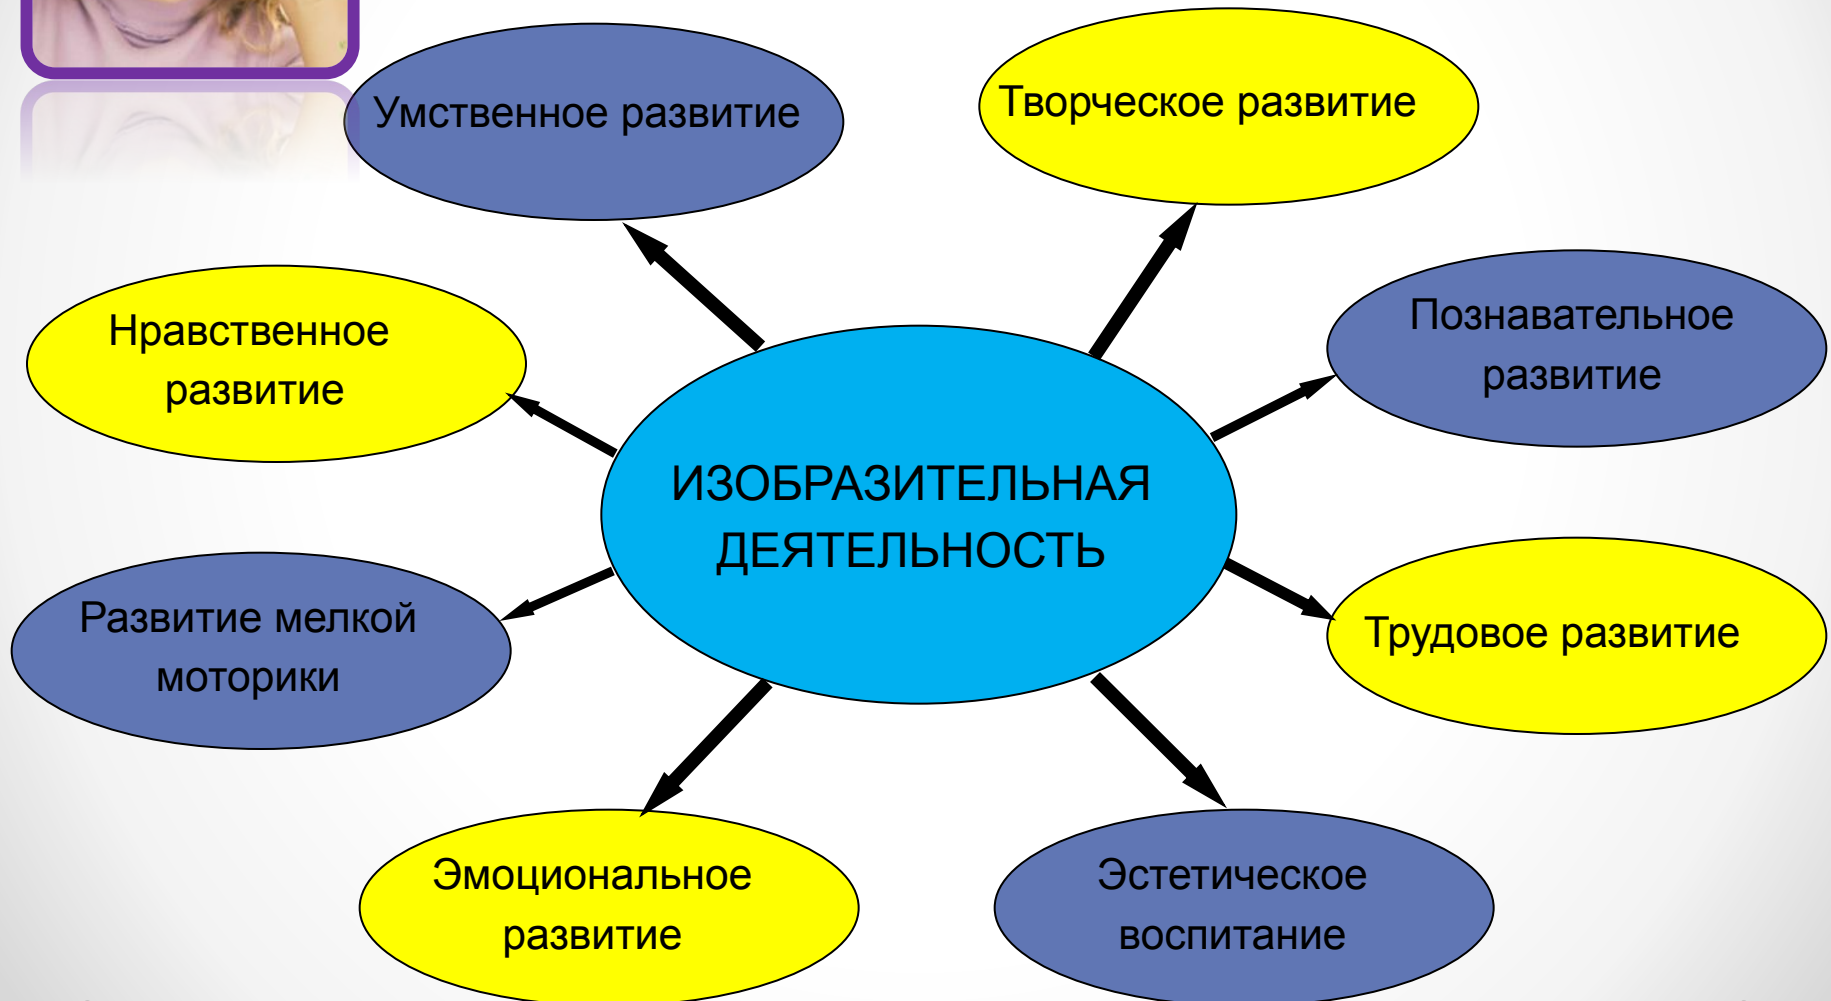 Умственное развитие
Творческое развитие
Нравственное
развитие
Познавательное
развитие
ИЗОБРАЗИТЕЛЬНАЯ
ДЕЯТЕЛЬНОСТЬ
Развитие мелкой
моторики
Трудовое развитие
Эмоциональное
развитие
Эстетическое
воспитание